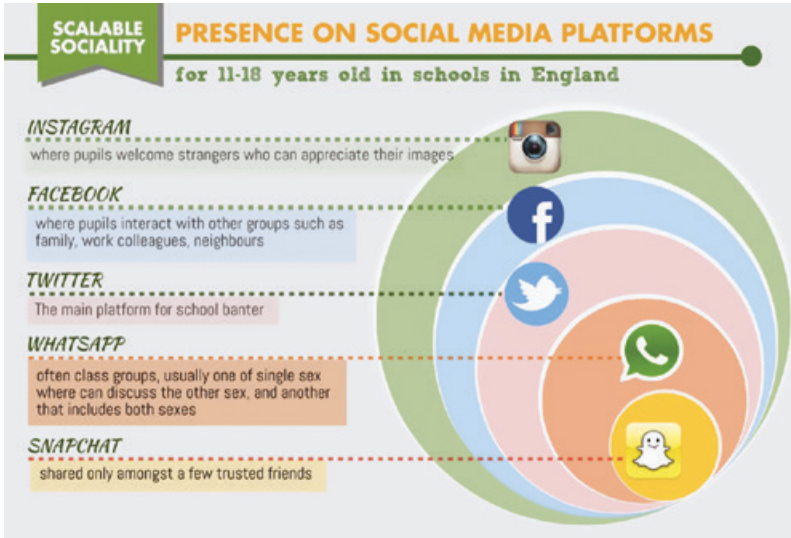 SCALABLE
SOCIALITY
PRESENCE ON SOCIAL MEDIA PLATFORMS
for 11-18 years old in schools in England
INSTAGRAM
where pupils welcome strangers who can appreciate their images
FACEBOOK
where pupils interact with other groups such as
family, work colleagues, neighbours
TWITTER
The main platform for school banter
WHATSAPP
often class groups, usually one of single sex
where can discuss the other sex, and another
that includes both sexes
SNAPCHAT
shared only amongst a few trusted friends